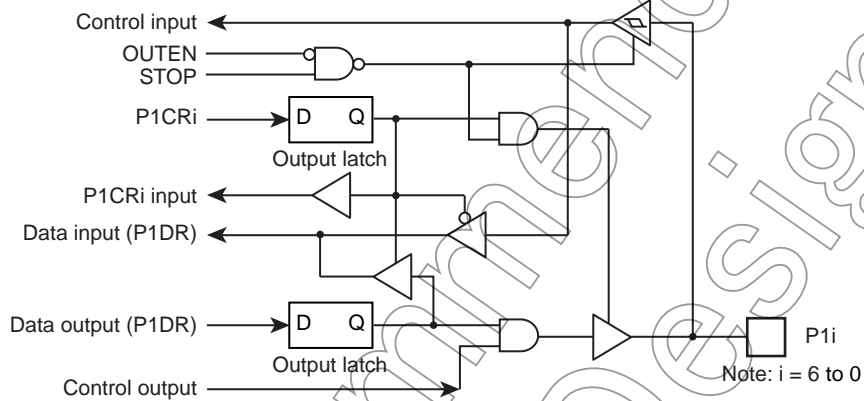 Control input
OUTEN
STOP
P1CRi
D Q
Output latch
P1CRi input
Data input (P1DR)
Data output (P1DR)
D Q
Output latch
P1i
Control output
Note: i = 6 to 0